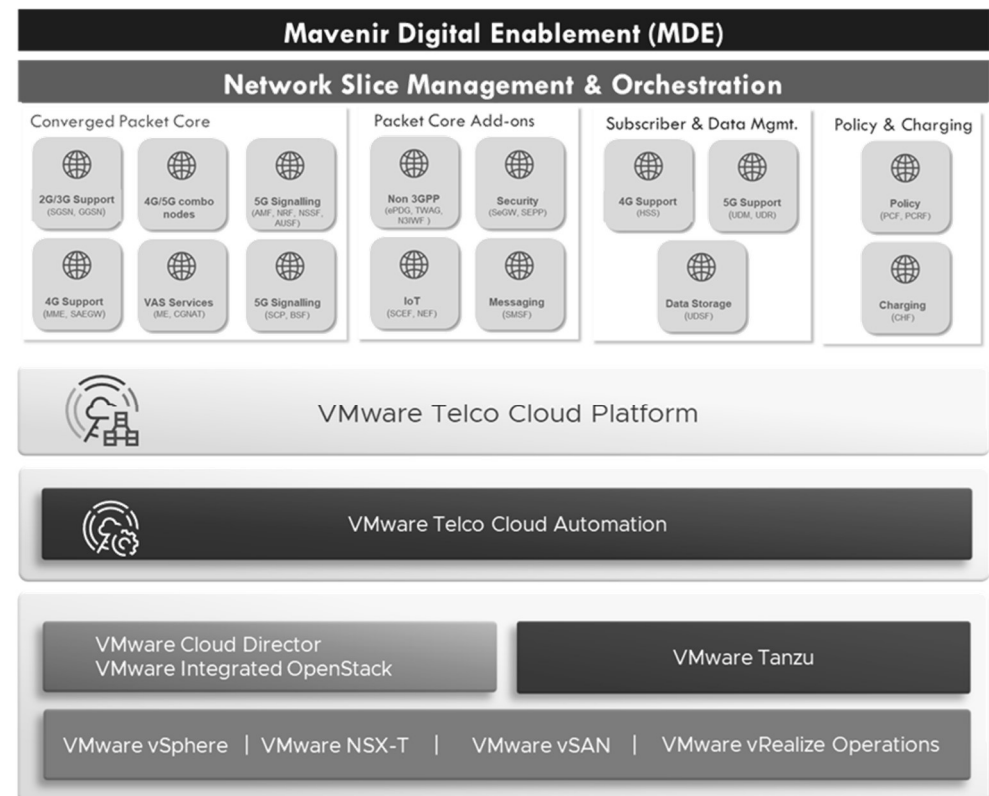 Mavenir Digital Enablement (MDE)
Network Slice Management & Orchestration
Converged Packet Core
2G/3G Support
(SGSN, GGSN)
4G/5G combo
nodes
5G Signalling
(AMF, NRF, NSSF,
AUSF)
4G Support
(MME, SAEGW)
VAS Services
(ME, CGNAT)
5G Signalling
(SCP, BSF)
Packet Core Add-ons
Non 3GPP
(ePDG, TWAG,
N3IWF )
Security
(SeGW, SEPP)
IoT
(SCEF, NEF)
Messaging
(SMSF)
Subscriber & Data Mgmt.
4G Support
(HSS)
5G Support
(UDM, UDR)
Data Storage
(UDSF)
Policy & Charging
Policy
(PCF, PCRF)
Charging
(CHF)
VMware Telco Cloud Platform
VMware Telco Cloud Automation
VMware Cloud Director
VMware Integrated OpenStack
VMware Tanzu
VMware vSphere | VMware NSX-T | VMware vSAN | VMware vRealize Operations